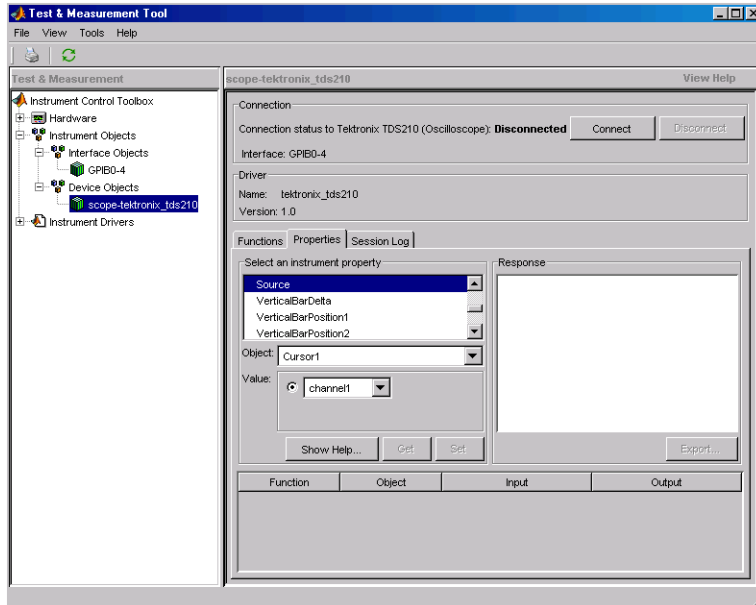 Test & Measurement Tool
File View Tools Help
Test & Measurement
Instrument Control Toolbox
Hardware
Instrument Objects
Interface Objects
GPIB0-4
Device Objects
scope-tektronix_tds210
Instrument Drivers
scope-tektronix_tds210 View Help
Connection
Connection status to Tektronix TDS210 (Oscilloscope): Disconnected Connect Disconnect
Interface: GPIB0-4
Driver
Name: tektronix_tds210
Version: 1.0
Functions Properties Session Log
Select an instrument property
Source
VerticalBarDelta
VerticalBarPosition1
VerticalBarPosition2
Object: Cursor1
Value: channel1
Show Help... Get Set
Response
Export...
Function Object Input Output